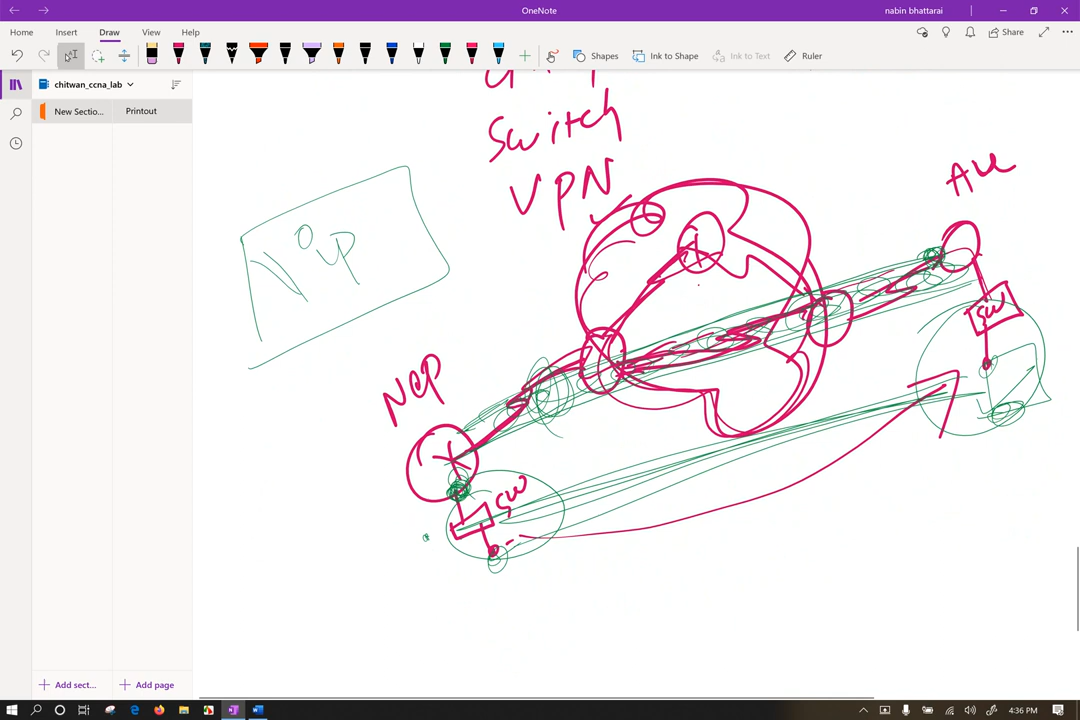 OneNote
nabin bhattarai
Home Insert Draw View Help
Share
Shapes
Ink to Shape
Ink to Text
Ruler
chitwan_ccna_lab
New Sectio...
Printout
Switch
VPN
NeP
SW
SW
Add sect...
Add page
4:36 PM